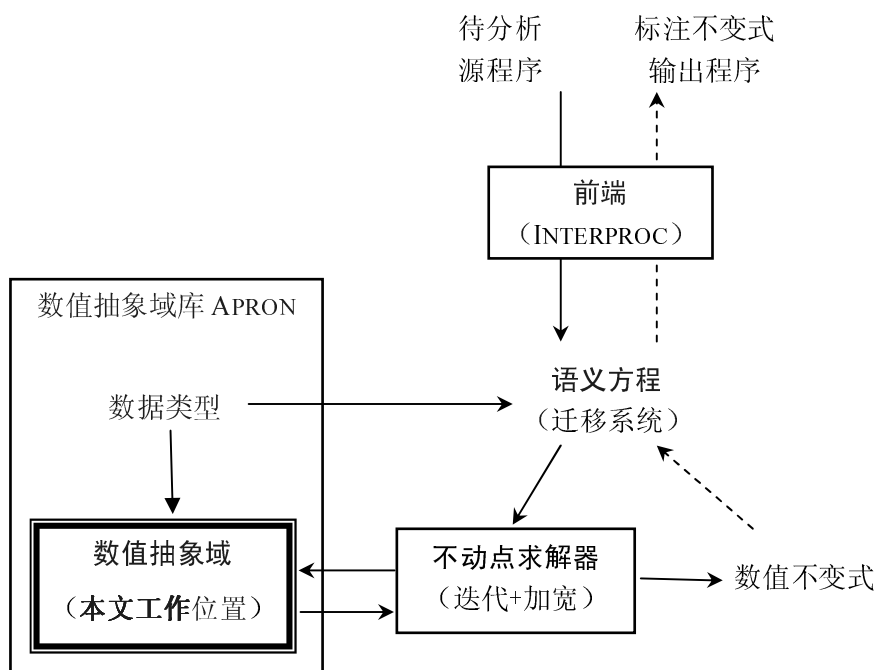 待分析
源程序
标注不变式
输出程序
前端
（INTERPROC）
数值抽象域库 APRON
数据类型
语义方程
（迁移系统）
数值抽象域
（本文工作位置）
不动点求解器
（迭代+加宽）
数值不变式